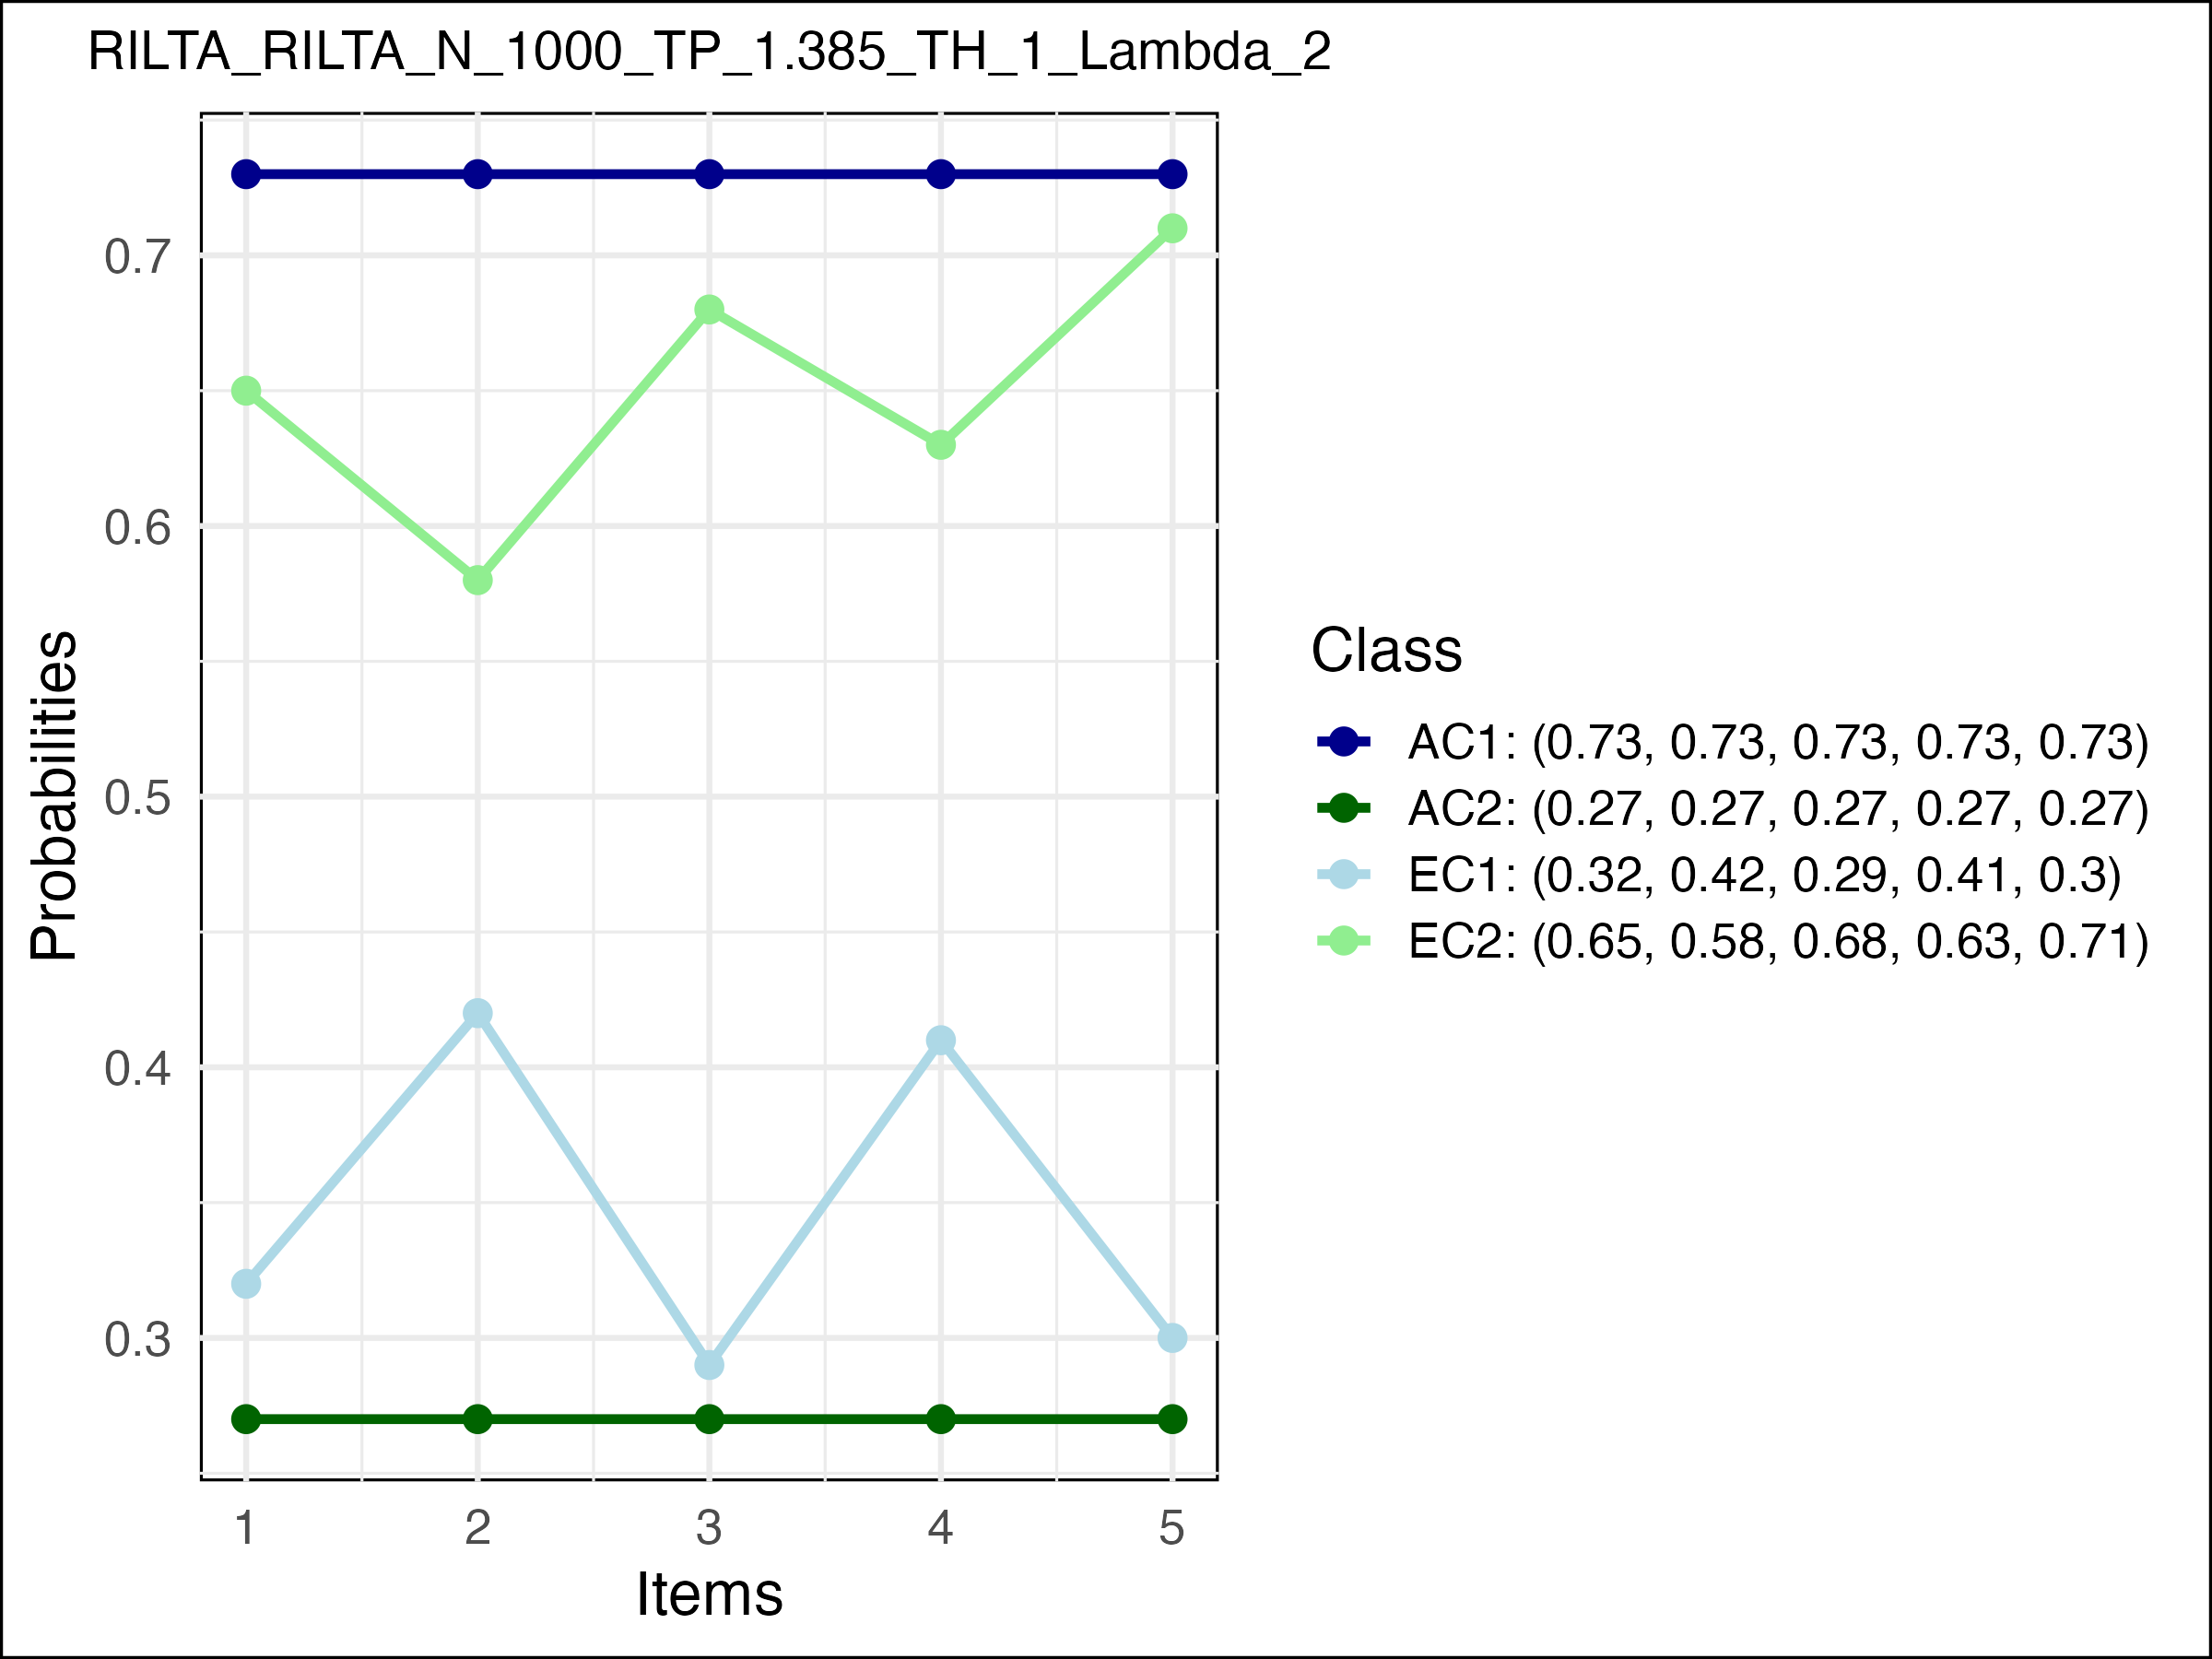 RILTA_RILTA_N_1000_TP_1.385_TH_1_Lambda_2
Probabilities
0.7
0.6
0.5
0.4
0.3
1 2 3 4 5
Items
Class
AC1: (0.73, 0.73, 0.73, 0.73, 0.73)
AC2: (0.27, 0.27, 0.27, 0.27, 0.27)
EC1: (0.32, 0.42, 0.29, 0.41, 0.3)
EC2: (0.65, 0.58, 0.68, 0.63, 0.71)